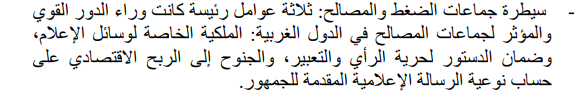 - سيطرة جماعات الضغط والمصالح: ثلاثة عوامل رئيسة كانت وراء الدور القوي
والمؤثر لجماعات المصالح في الدول الغربية: الملكية الخاصة لوسائل الإعلام،
وضمان الدستور لحرية الرأي والتعبير، والجنوح إلى الربح الاقتصادي على
حساب نوعية الرسالة الإعلامية المقدمة للجمهور.